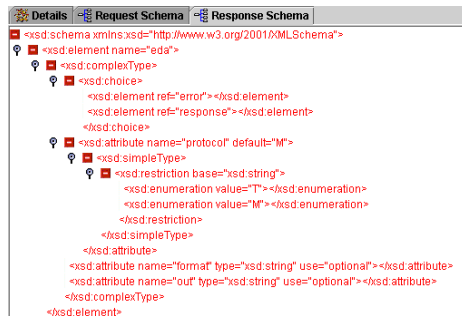 Details Request Schema Response Schema
<xsd:schema xmlns:xsd="http://www.w3.org/2001/XMLSchema">
<xsd:element name="eda">
<xsd:complexType>
<xsd:choice>
<xsd:element ref="error"></xsd:element>
<xsd:element ref="response"></xsd:element>
</xsd:choice>
<xsd:attribute name="protocol" default="M">
<xsd:simpleType>
<xsd:restriction base="xsd:string">
<xsd:enumeration value="T"></xsd:enumeration>
<xsd:enumeration value="M"></xsd:enumeration>
</xsd:restriction>
</xsd:simpleType>
</xsd:attribute>
<xsd:attribute name="format" type="xsd:string" use="optional"></xsd:attribute>
<xsd:attribute name="out" type="xsd:string" use="optional"></xsd:attribute>
</xsd:complexType>
</xsd:element>